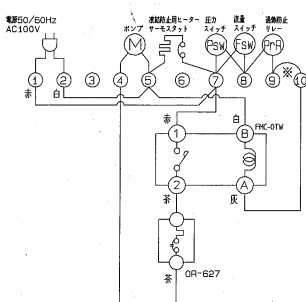 電源50/60Hz
AC100V
ポンプ
凍結防止用ヒーター
サーモスタット
圧力
スイッチ
流量
スイッチ
過熱防止
リレー
M
PSW
FSW
PrR
1
2
3
4
5
6
7
8
9
※
10
赤
白
赤
白
FMC-OTW
1
B
2
A
茶
灰
OA-627
茶